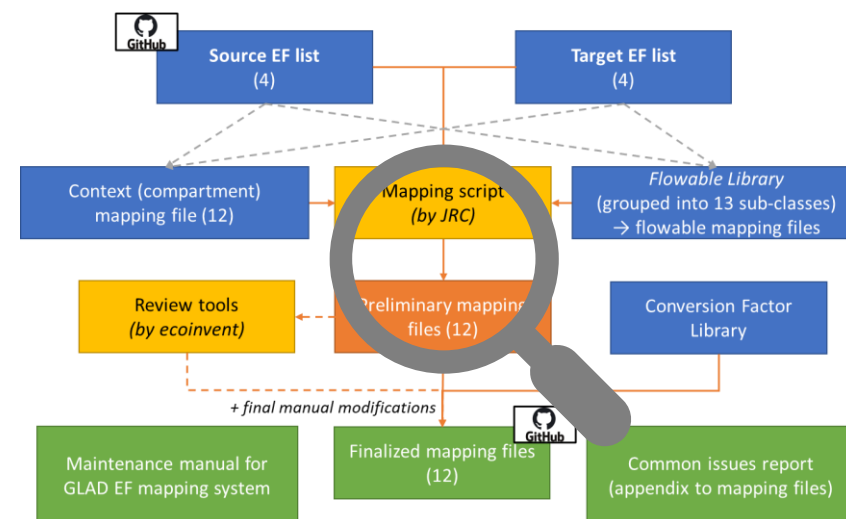 GitHub
Source EF list
(4)
Target EF list
(4)
Context (compartment)
mapping file (12)
Mapping script
(by JRC)
Flowable Library
(grouped into 13 sub-classes)
→ flowable mapping files
Review tools
(by ecoinvent)
Preliminary mapping
files (12)
Conversion Factor
Library
+ final manual modifications
GitHub
Maintenance manual for
GLAD EF mapping system
Finalized mapping files
(12)
Common issues report
(appendix to mapping files)